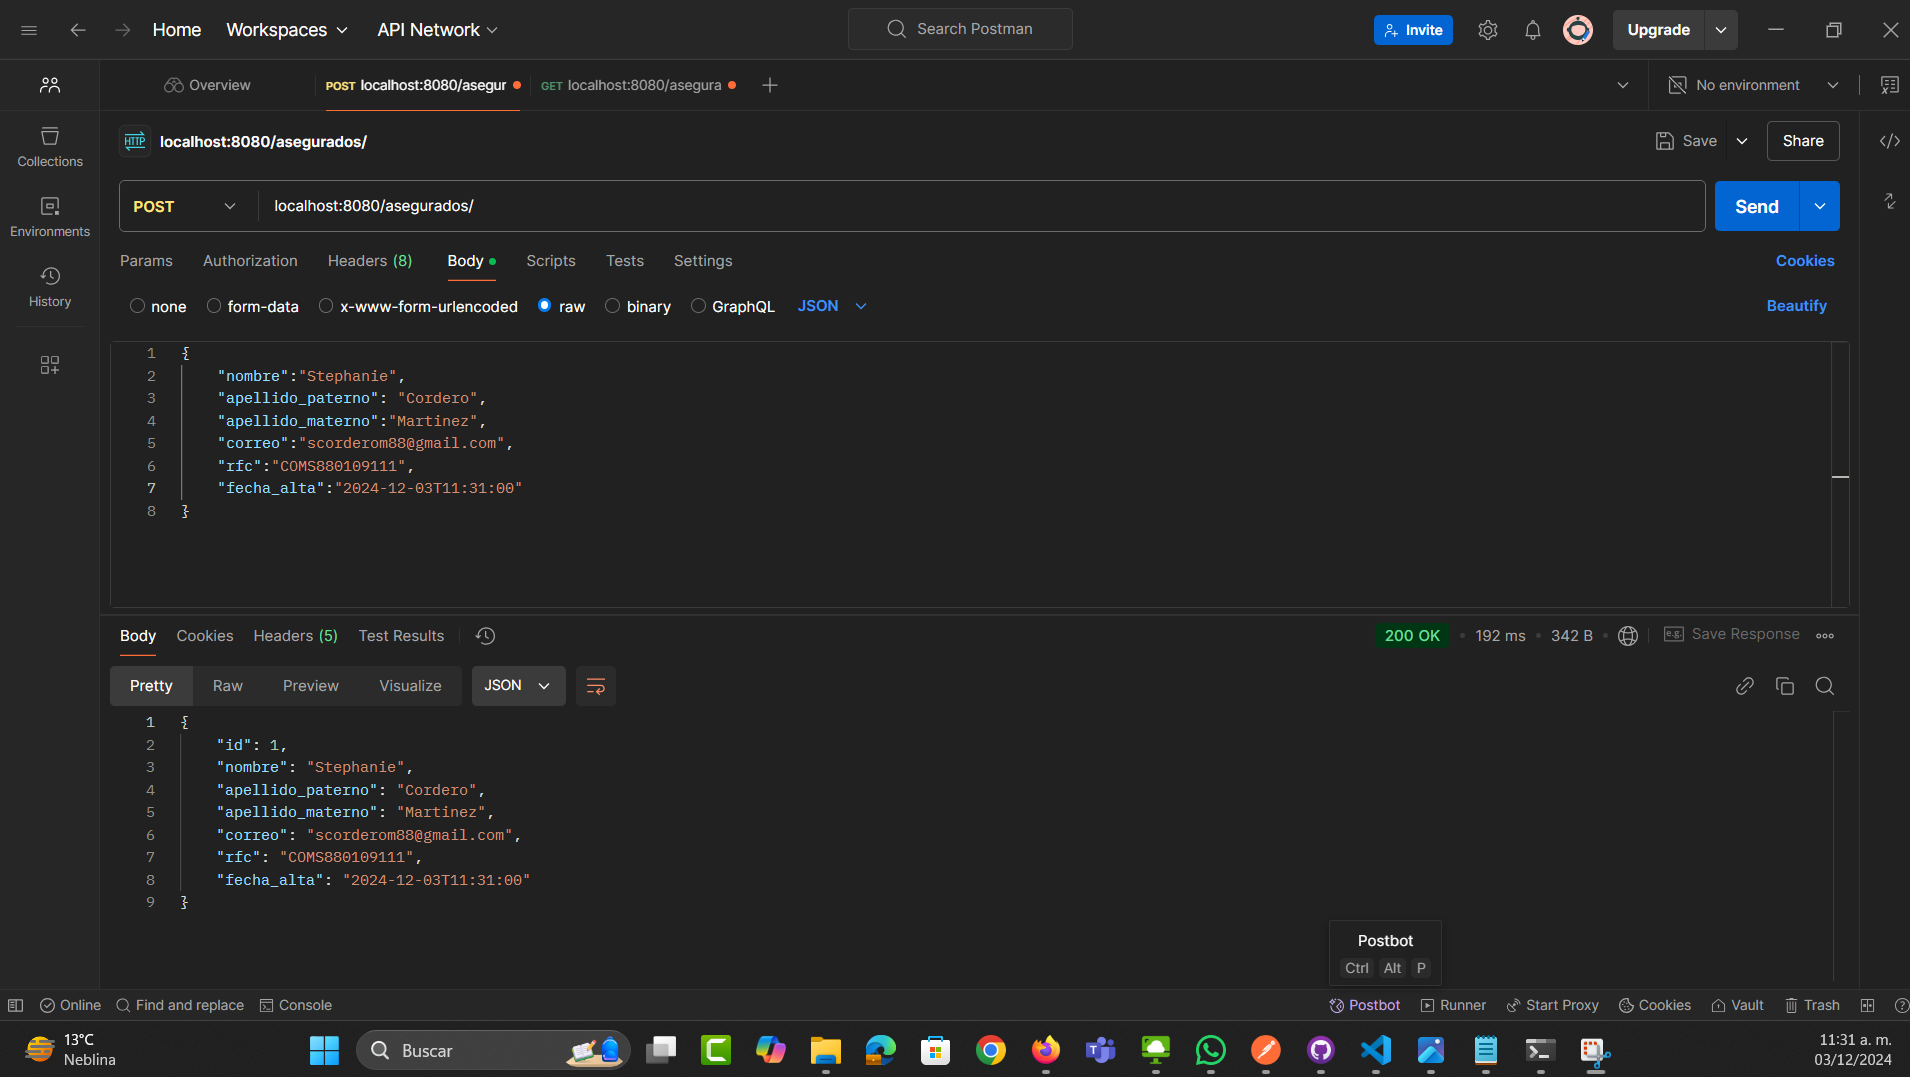 Home Workspaces API Network Search Postman Invite Upgrade
Overview POST localhost:8080/asegur GET localhost:8080/asegura No environment
HTTP localhost:8080/asegurados/ Save Share
Collections
Environments
History
POST localhost:8080/asegurados/ Send
Params Authorization Headers (8) Body Scripts Tests Settings Cookies
none form-data x-www-form-urlencoded raw binary GraphQL JSON Beautify
1 {
2 "nombre":"Stephanie",
3 "apellido_paterno": "Cordero",
4 "apellido_materno":"Martinez",
5 "correo":"scorderom88@gmail.com",
6 "rfc":"COMS880109111",
7 "fecha_alta":"2024-12-03T11:31:00"
8 }
Body Cookies Headers (5) Test Results 200 OK 192 ms 342 B e.g. Save Response
Pretty Raw Preview Visualize JSON
1 {
2 "id": 1,
3 "nombre": "Stephanie",
4 "apellido_paterno": "Cordero",
5 "apellido_materno": "Martinez",
6 "correo": "scorderom88@gmail.com",
7 "rfc": "COMS880109111",
8 "fecha_alta": "2024-12-03T11:31:00"
9 }
Postbot
Ctrl Alt P
Online Find and replace Console Postbot Runner Start Proxy Cookies Vault Trash
13°C
Neblina
Buscar
11:31 a. m.
03/12/2024